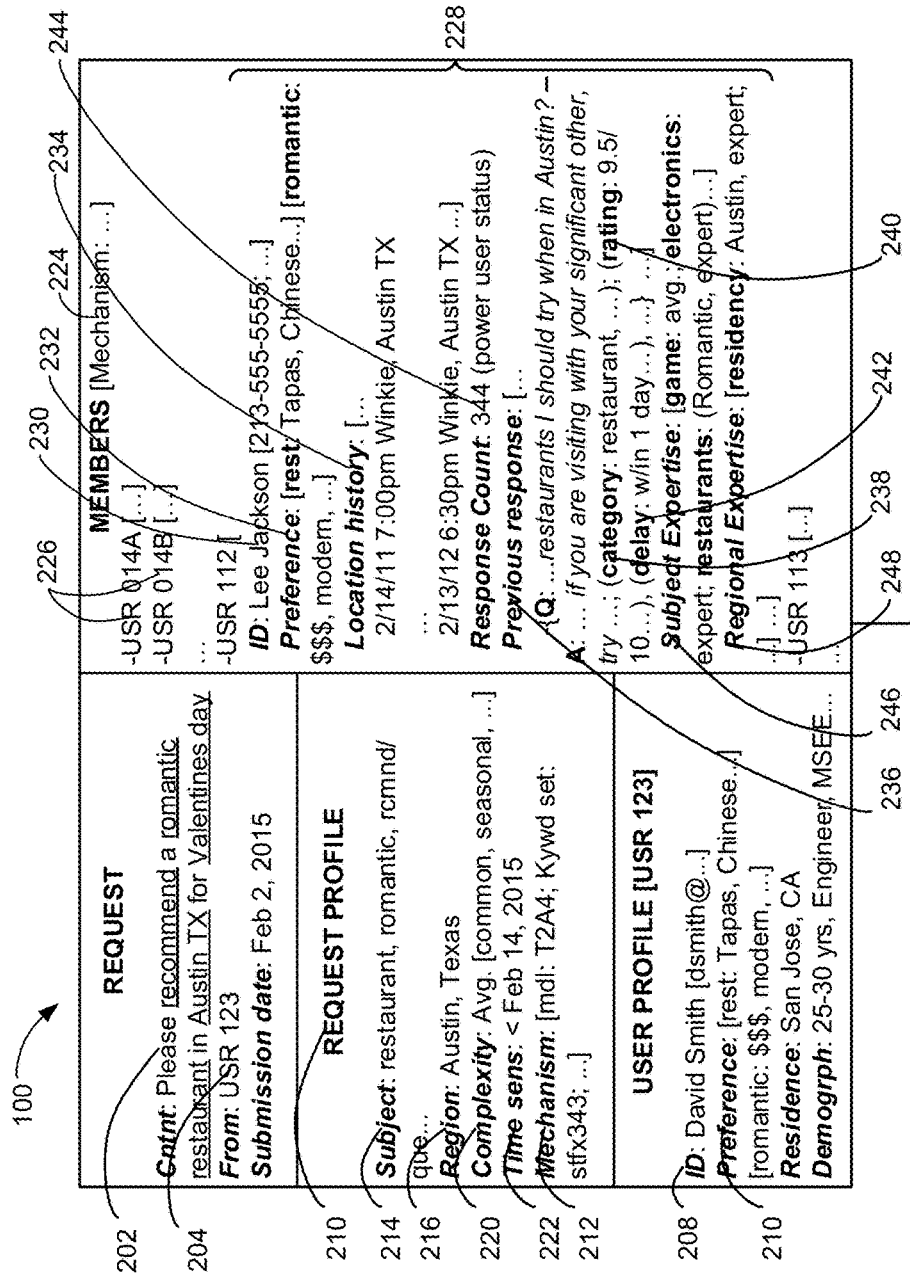 100
REQUEST
Cntnt: Please recommend a romantic
restaurant in Austin TX for Valentines day
From: USR 123
Submission date: Feb 2, 2015
REQUEST PROFILE
Subject: restaurant, romantic, rcmnd/
que...
Region: Austin, Texas
Complexity: Avg. [common, seasonal, ...]
Time sens: < Feb 14, 2015
Mechanism: [mdl: T2A4; Kywd set:
stfx343; ...]
USER PROFILE [USR 123]
ID: David Smith [dsmith@...]
Preference: [rest: Tapas, Chinese...]
[romantic: $$$, modern, ...]
Residence: San Jose, CA
Demogrph: 25-30 yrs, Engineer, MSEE...
MEMBERS [Mechanism: ...]
-USR 014A [...]
-USR 014B [...]
...
-USR 112 [
ID: Lee Jackson [213-555-5555; ...]
Preference: [rest: Tapas, Chinese...] [romantic:
$$$, modern, ...]
Location history: [...
2/14/11 7:00pm Winkie, Austin TX
...
2/13/12 6:30pm Winkie, Austin TX ...]
Response Count: 344 (power user status)
Previous response: [...
{Q: ...restaurants I should try when in Austin? –
A: ... if you are visiting with your significant other,
try ...; (category: restaurant, ...); (rating: 9.5/
10...), (delay: w/in 1 day...), ...} ...]
Subject Expertise: [game: avg.; electronics:
expert; restaurants: (Romantic, expert)...]
Regional Expertise: [residency: Austin, expert;
...] ...]
-USR 113 [...]
...
202
204
210
214
216
220
222
212
208
210
226
230
232
224
234
244
228
236
246
248
238
242
240